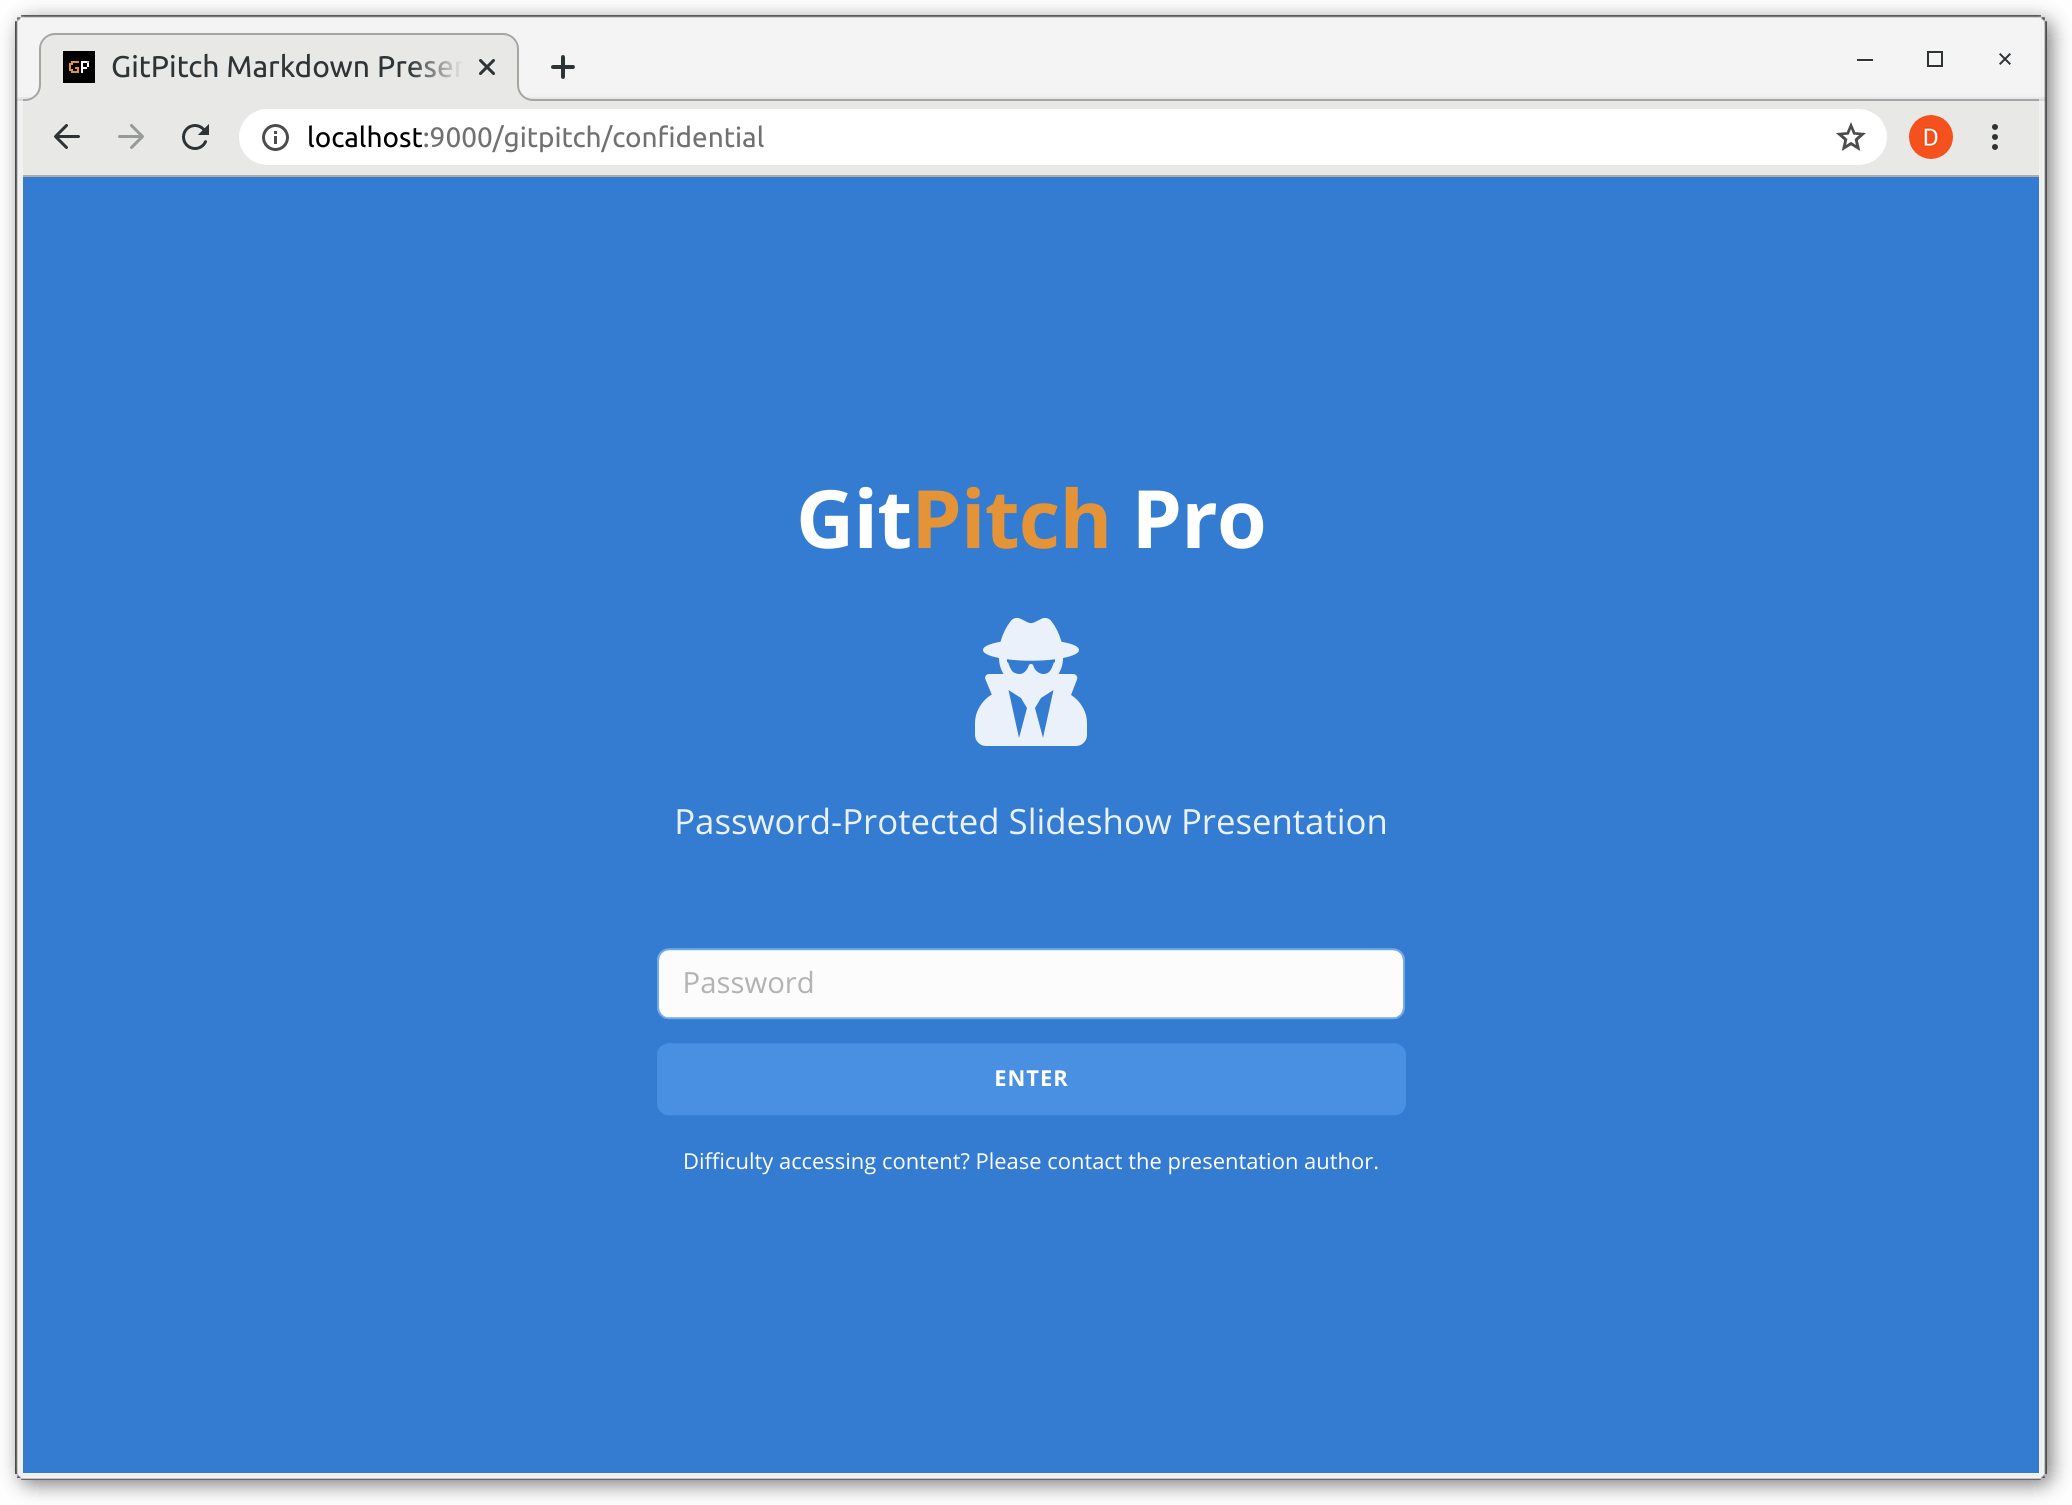 GP GitPitch Markdown Presen
localhost:9000/gitpitch/confidential
D
GitPitch Pro
Password-Protected Slideshow Presentation
Password
ENTER
Difficulty accessing content? Please contact the presentation author.